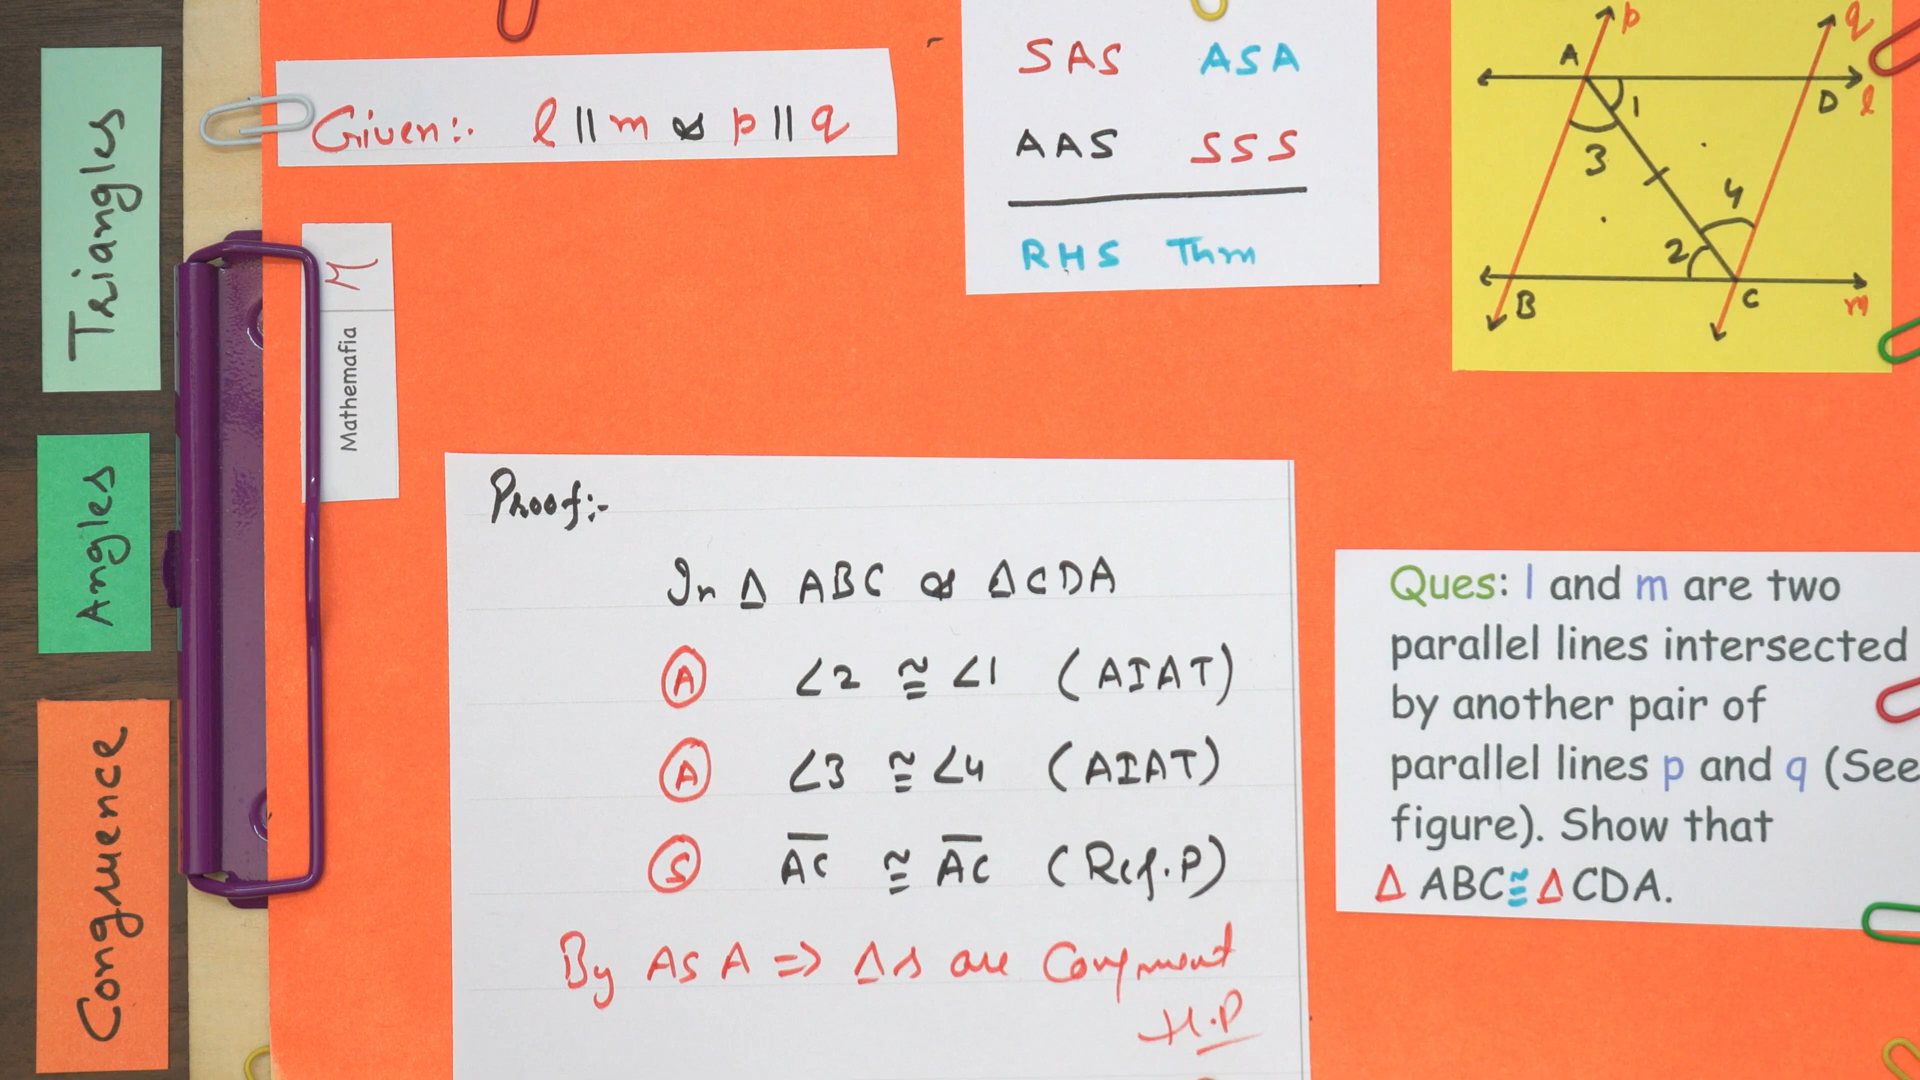 Triangles
Angles
Congruence
Given:- l || m & p || q
M
Mathemafia
SAS ASA
AAS SSS
RHS Thm
p q
A D l
1
3
4
2
B C m
Proof:-
In Δ ABC & Δ CDA
A ∠2 ≅ ∠1 (AIAT)
A ∠3 ≅ ∠4 (AIAT)
S A̅C̅ ≅ A̅C̅ (Ref.P)
By ASA => Δs are Congruent
H.P
Ques: l and m are two
parallel lines intersected
by another pair of
parallel lines p and q (See
figure). Show that
Δ ABC ≅ Δ CDA.